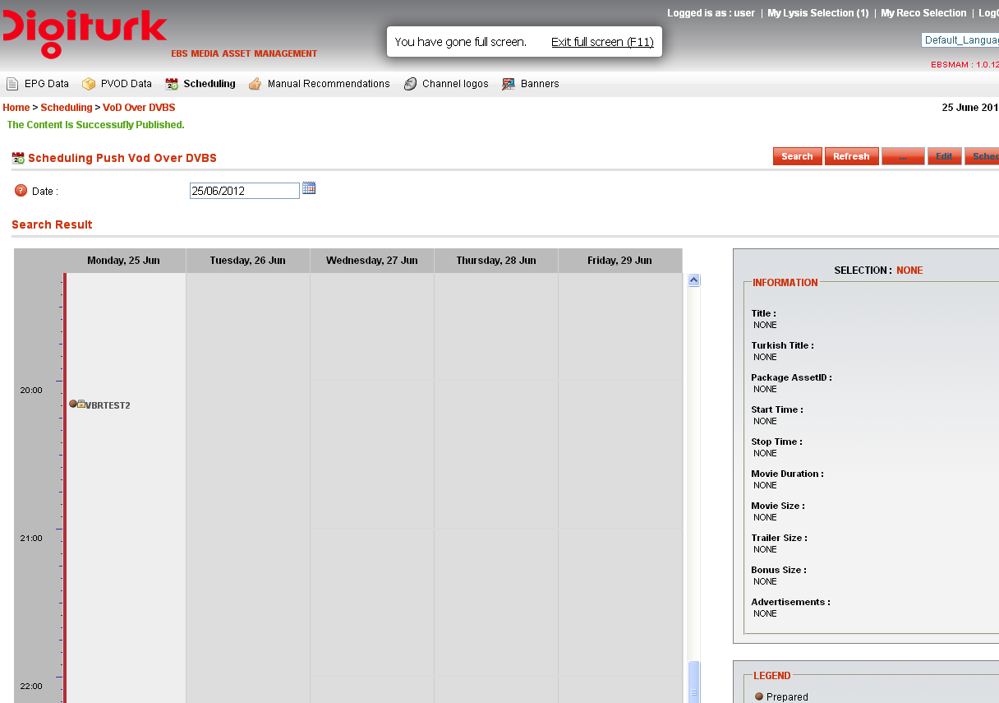 Digiturk
EBS MEDIA ASSET MANAGEMENT
You have gone full screen. Exit full screen (F11)
Logged is as : user | My Lysis Selection (1) | My Reco Selection | Log
Default_Langua
EBSMAM : 1.0.12
EPG Data PVOD Data Scheduling Manual Recommendations Channel logos Banners
Home > Scheduling > VoD Over DVBS
25 June 201
The Content Is Successufly Published.
Scheduling Push Vod Over DVBS
Search Refresh ... Edit Sched
Date :
25/06/2012
Search Result
Monday, 25 Jun Tuesday, 26 Jun Wednesday, 27 Jun Thursday, 28 Jun Friday, 29 Jun
20:00
VBRTEST2
21:00
22:00
SELECTION : NONE
INFORMATION
Title :
NONE
Turkish Title :
NONE
Package AssetID :
NONE
Start Time :
NONE
Stop Time :
NONE
Movie Duration :
NONE
Movie Size :
NONE
Trailer Size :
NONE
Bonus Size :
NONE
Advertisements :
NONE
LEGEND
Prepared